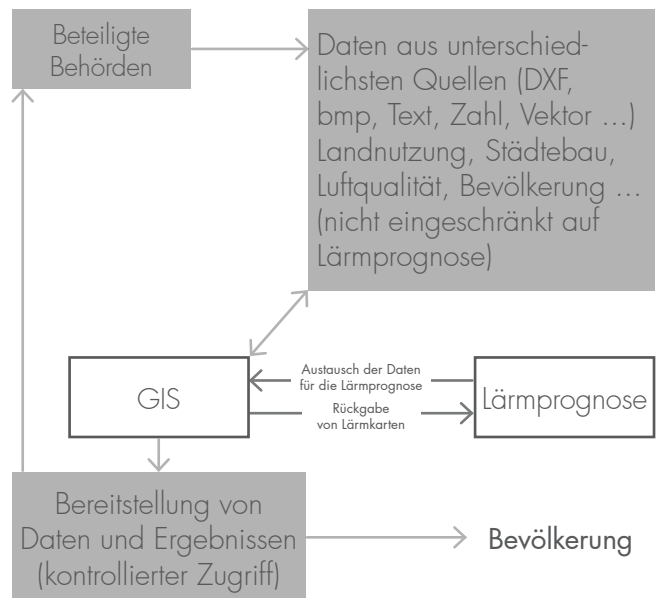 Beteiligte
Behörden
Daten aus unterschied-
lichsten Quellen (DXF,
bmp, Text, Zahl, Vektor ...)
Landnutzung, Städtebau,
Luftqualität, Bevölkerung ...
(nicht eingeschränkt auf
Lärmprognose)
GIS
Austausch der Daten
für die Lärmprognose
Rückgabe
von Lärmkarten
Lärmprognose
Bereitstellung von
Daten und Ergebnissen
(kontrollierter Zugriff)
Bevölkerung